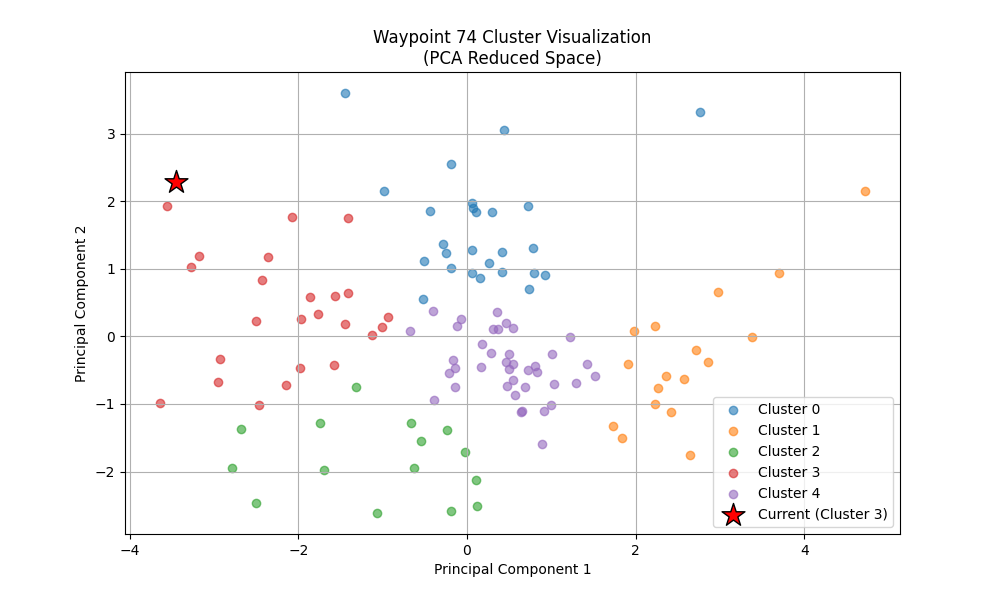 Waypoint 74 Cluster Visualization
(PCA Reduced Space)
Principal Component 2
3
2
1
0
−1
−2
−4
−2
0
2
4
Principal Component 1
Cluster 0
Cluster 1
Cluster 2
Cluster 3
Cluster 4
Current (Cluster 3)